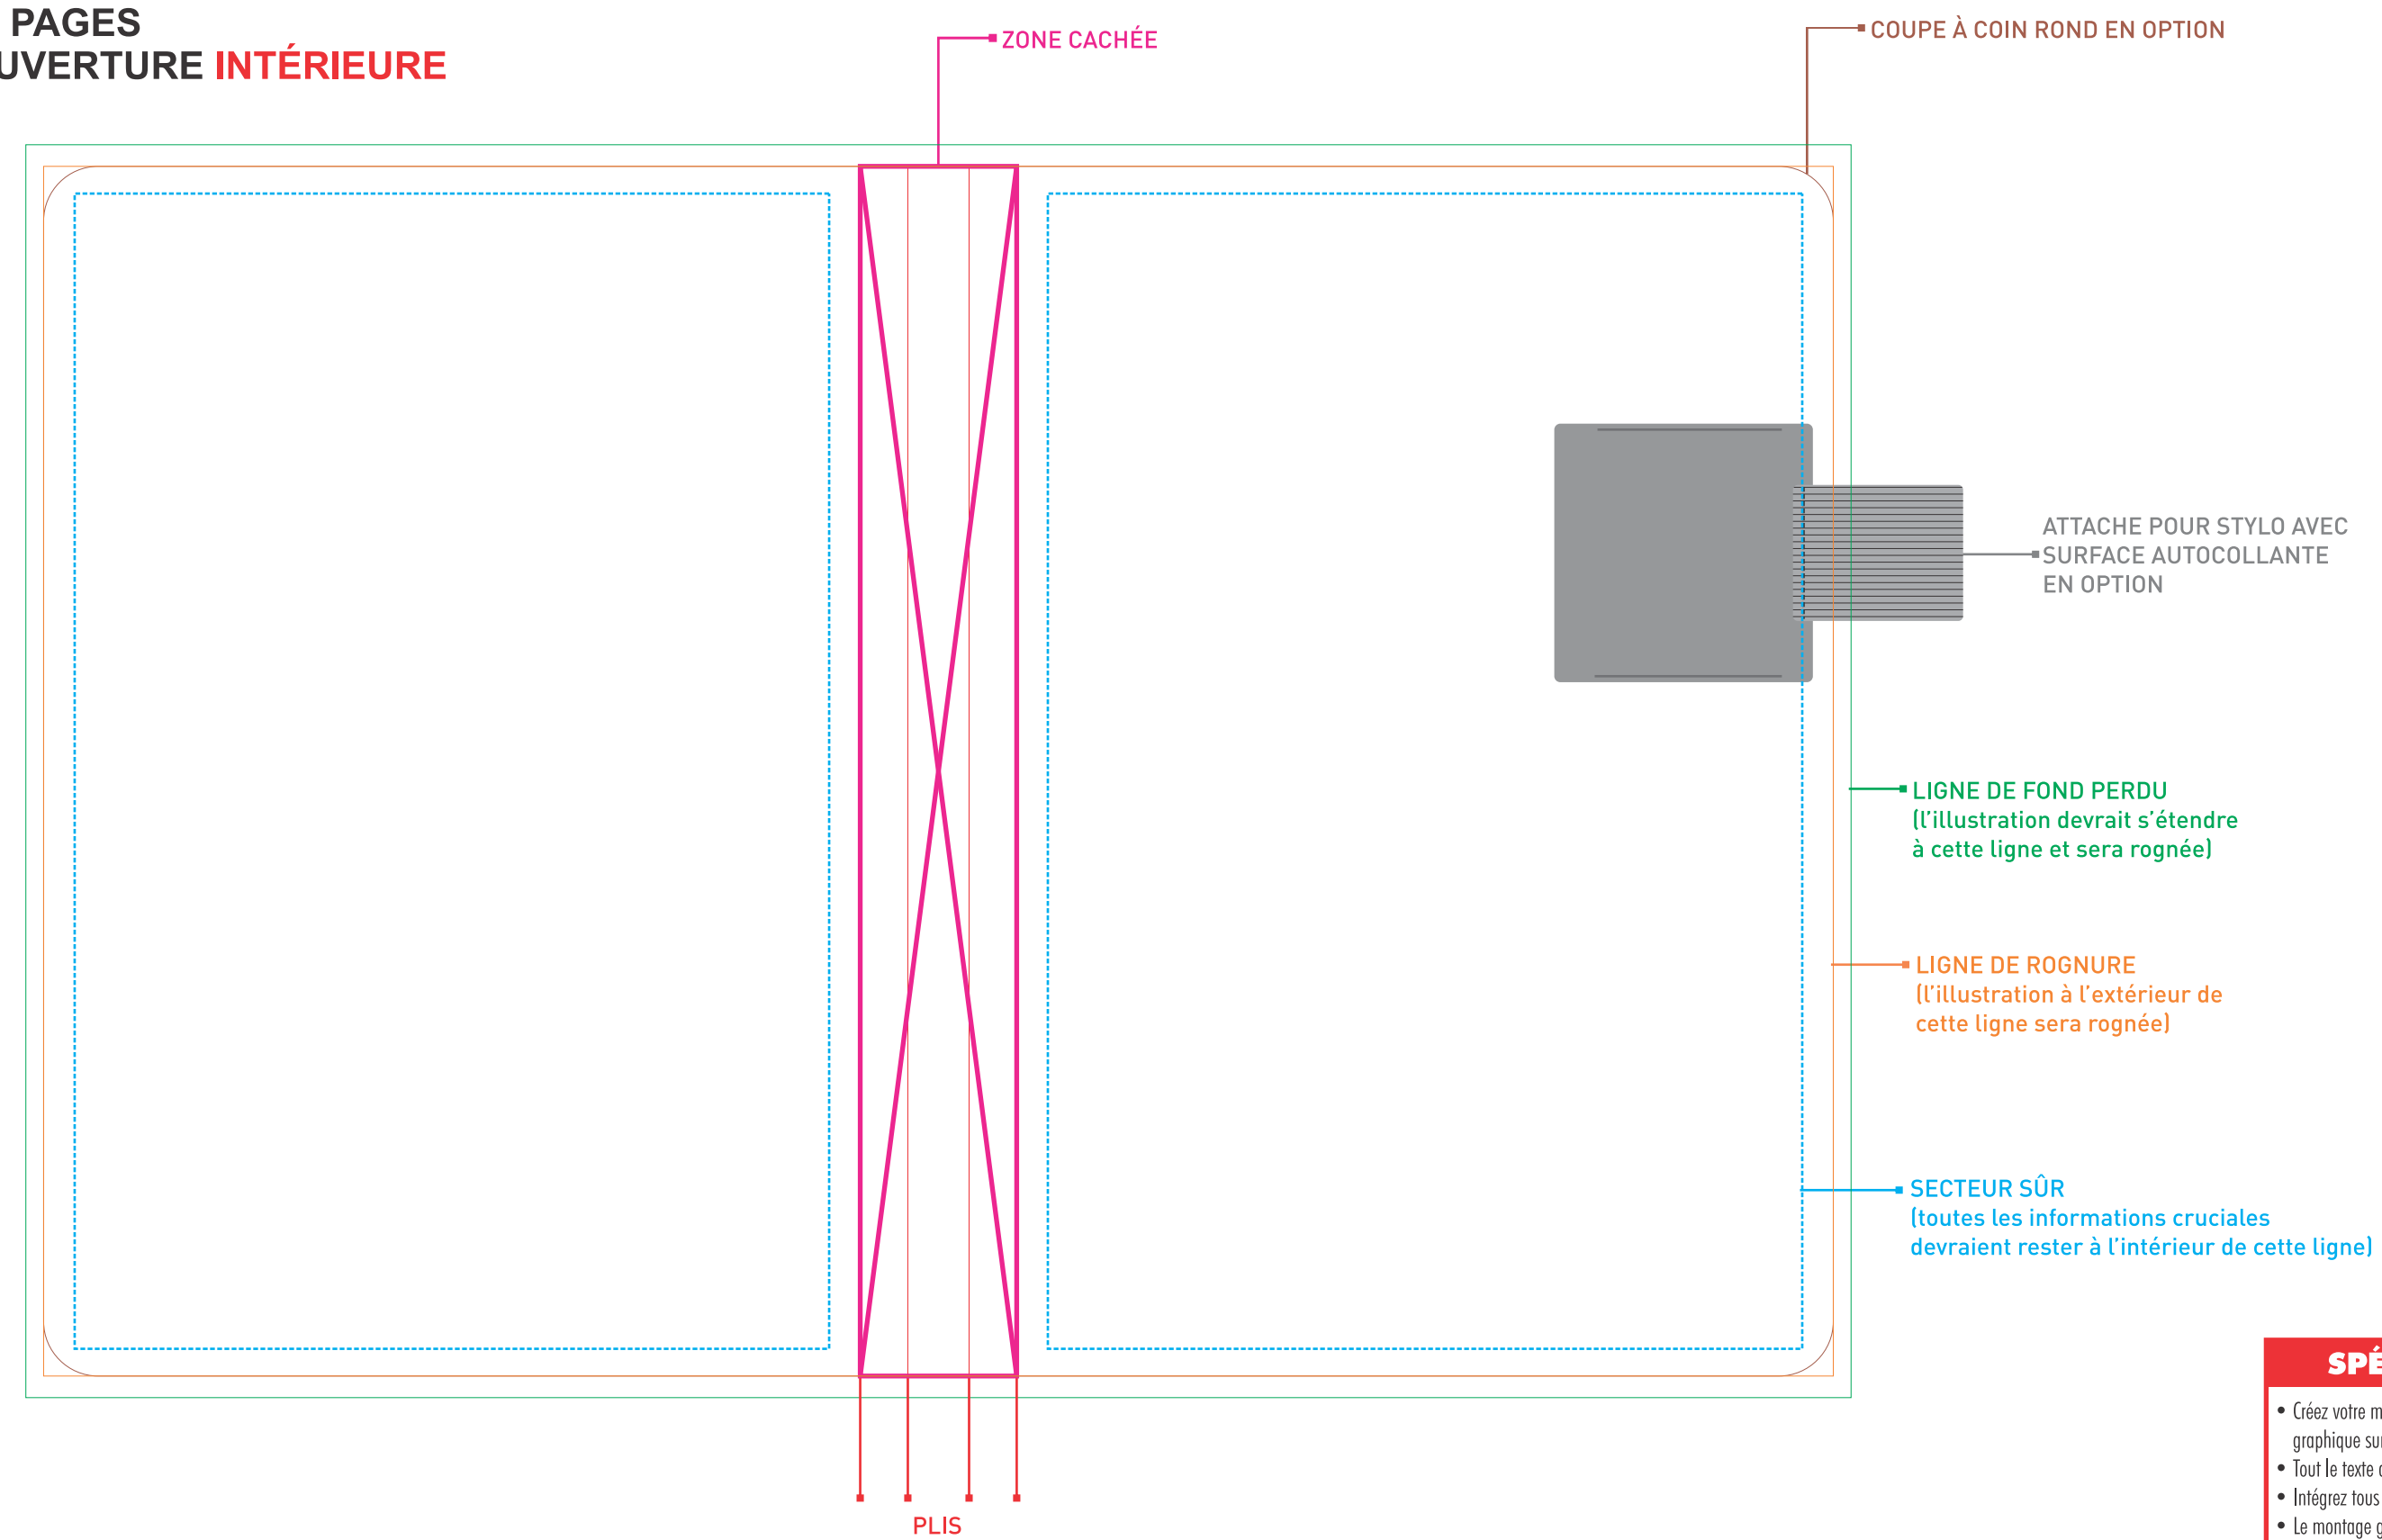 PAGES
UVERTURE INTÉRIEURE
ZONE CACHÉE
COUPE À COIN ROND EN OPTION
ATTACHE POUR STYLO AVEC
SURFACE AUTOCOLLANTE
EN OPTION
LIGNE DE FOND PERDU
(l'illustration devrait s'étendre
à cette ligne et sera rognée)
LIGNE DE ROGNURE
(l'illustration à l'extérieur de
cette ligne sera rognée)
SECTEUR SÛR
(toutes les informations cruciales
devraient rester à l'intérieur de cette ligne)
SPÉ
• Créez votre m
graphique sur
• Tout le texte
• Intégrez tous
• Le montage g
PLIS